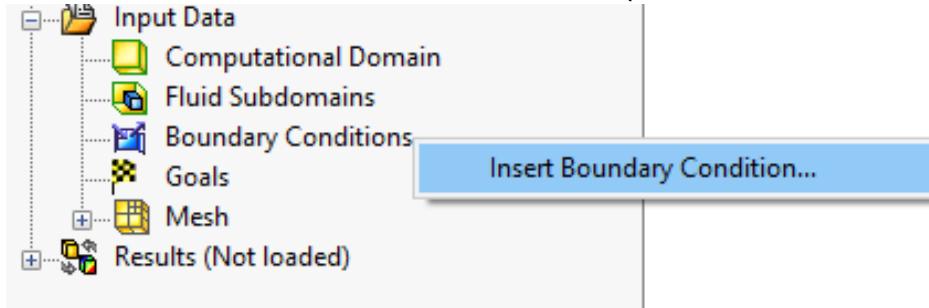 Input Data
Computational Domain
Fluid Subdomains
Boundary Conditions
Insert Boundary Condition...
Goals
Mesh
Results (Not loaded)